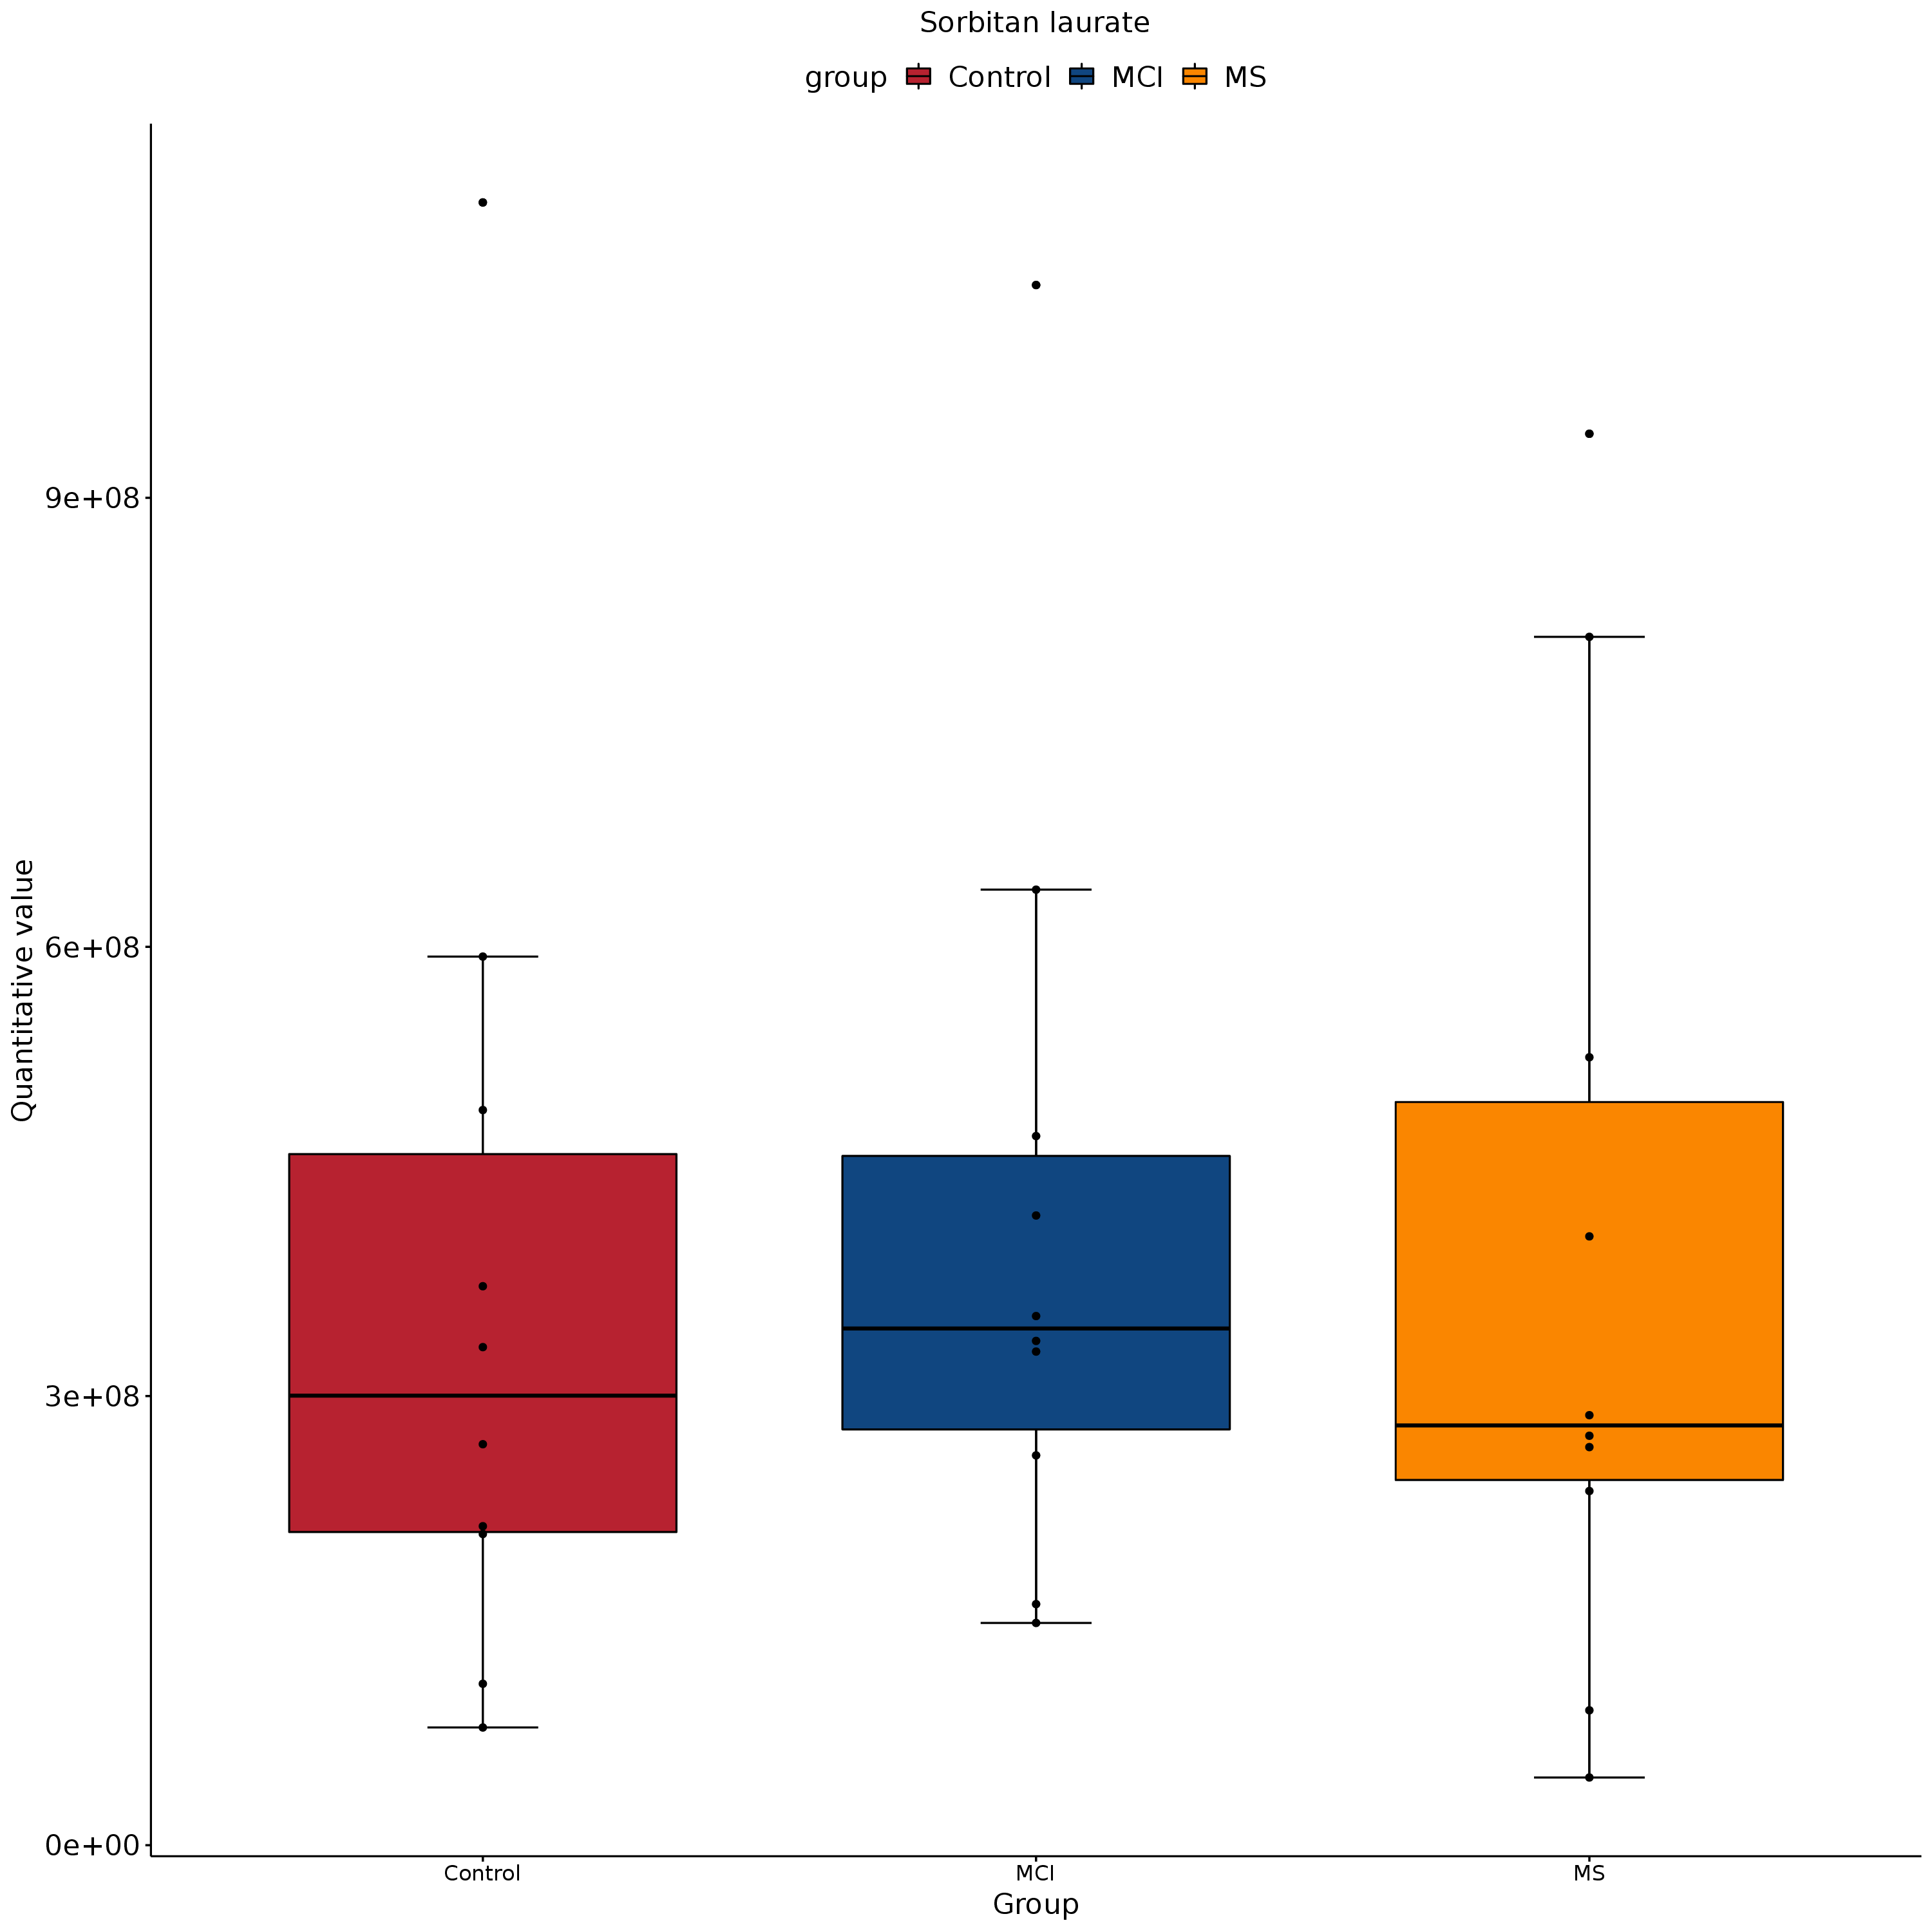 Sorbitan laurate
group Control MCI MS
Quantitative value
9e+08
6e+08
3e+08
0e+00
Control MCI MS
Group